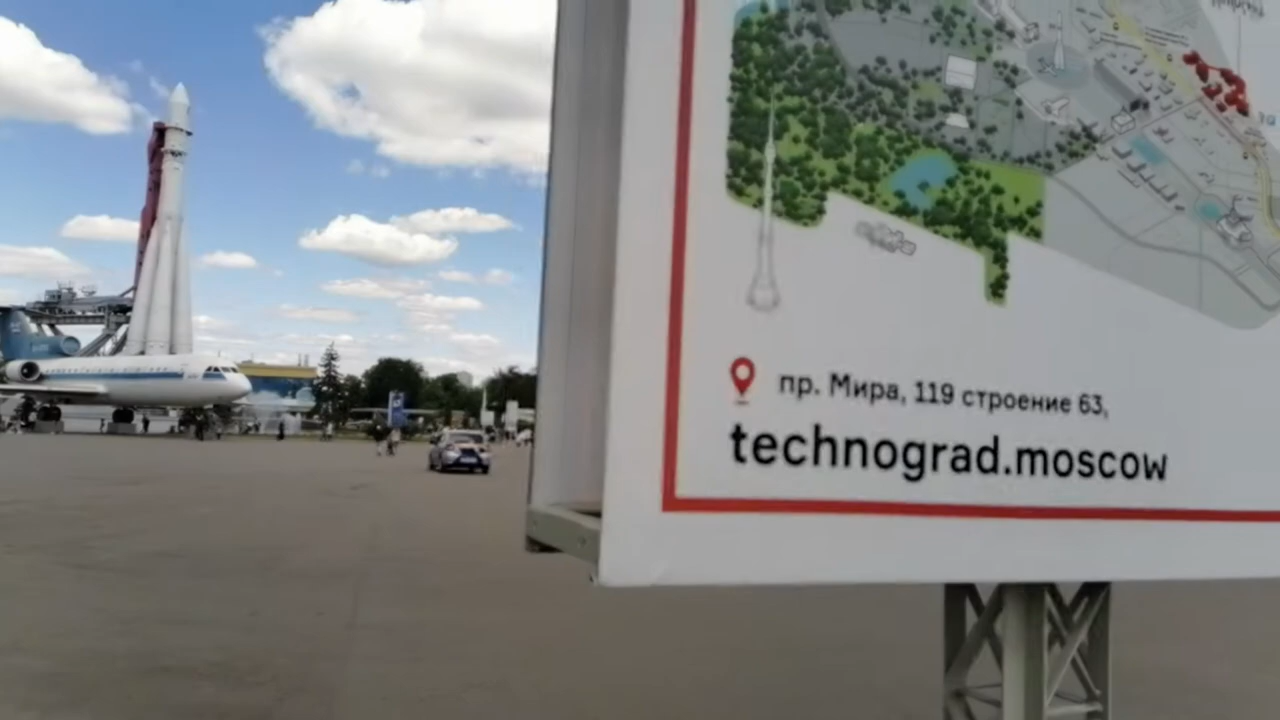 пр. Мира, 119 строение 63,
technograd.moscow